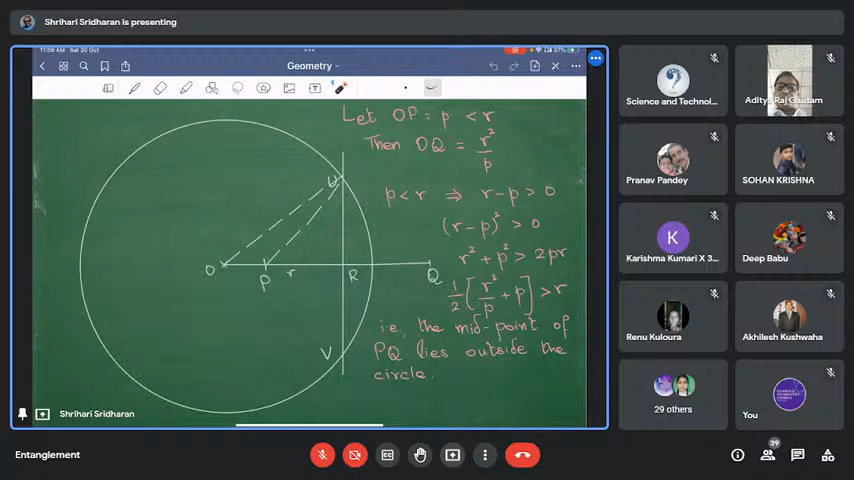 Shrihari Sridharan is presenting
11:56 AM Sat 30 Oct
37%
Geometry
Let OP = p < r
Then OQ = r²/p
p < r ⇒ r-p > 0
(r-p)² > 0
r² + p² > 2pr
1/2 [r²/p + p] > r
i.e., the mid-point of
PQ lies outside the
circle.
U
O
P
r
R
Q
V
Shrihari Sridharan
Science and Technol...
Aditya Raj Gautam
Pranav Pandey
SOHAN KRISHNA
K
Karishma Kumari X 3...
Deep Babu
Renu Kuloura
Akhilesh Kushwaha
29 others
You
Entanglement
39